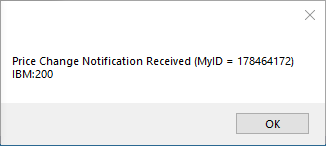 Price Change Notification Received (MyID = 178464172)
IBM:200
OK